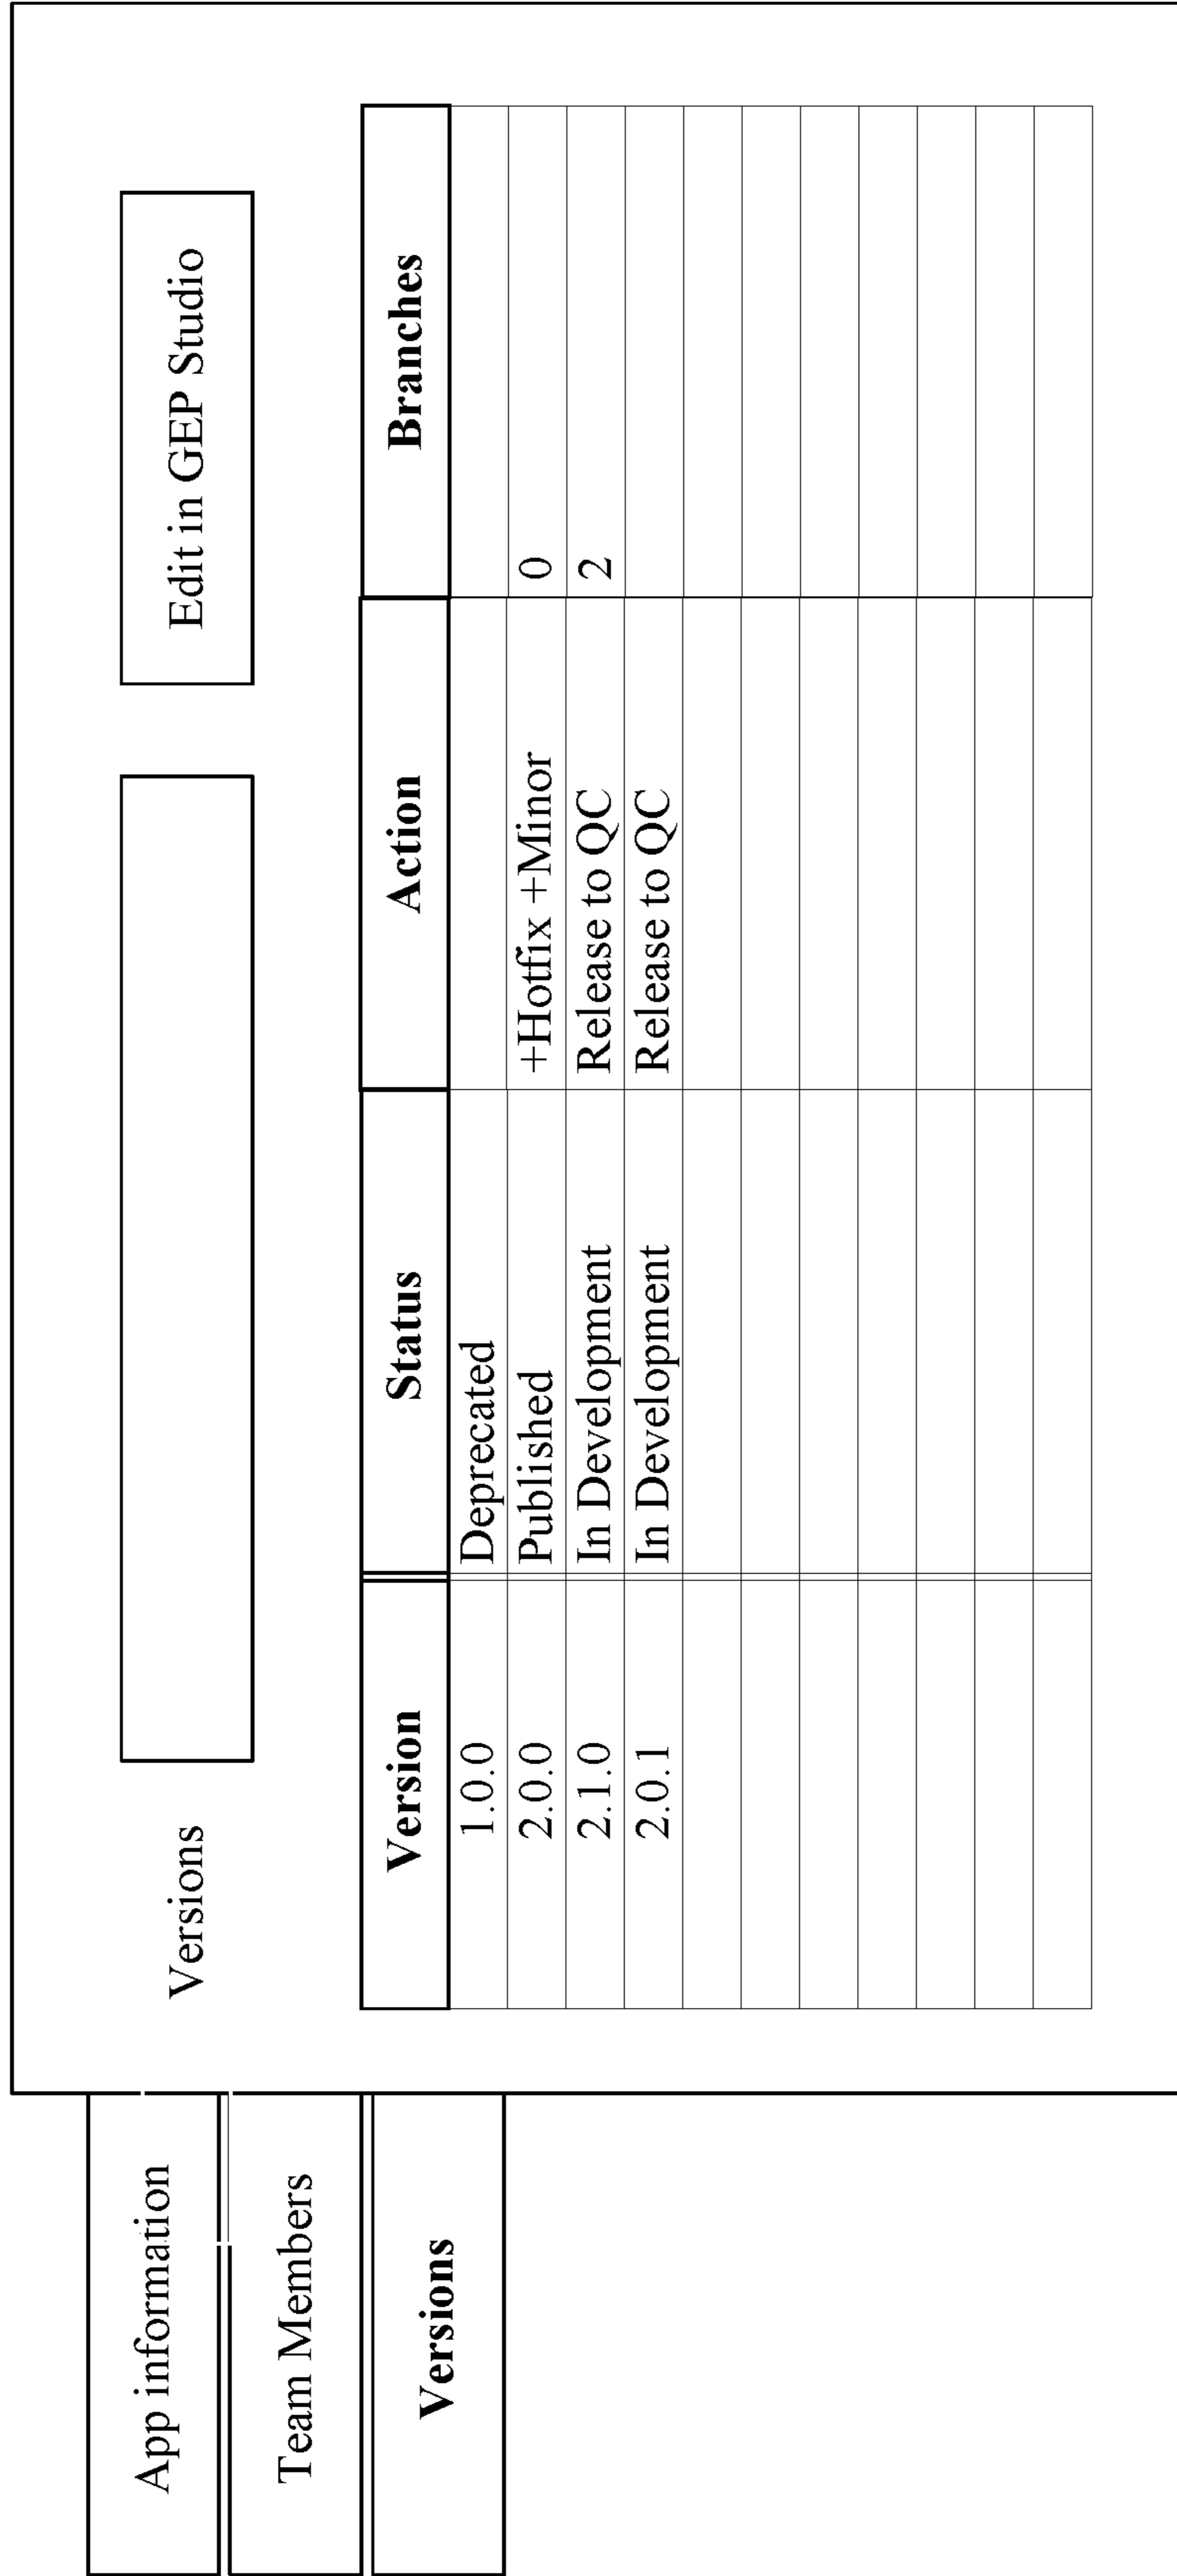 App information
Team Members
Versions
Versions
Edit in GEP Studio
Version Status Action Branches
1.0.0 Deprecated
2.0.0 Published +Hotfix +Minor 0
2.1.0 In Development Release to QC 2
2.0.1 In Development Release to QC